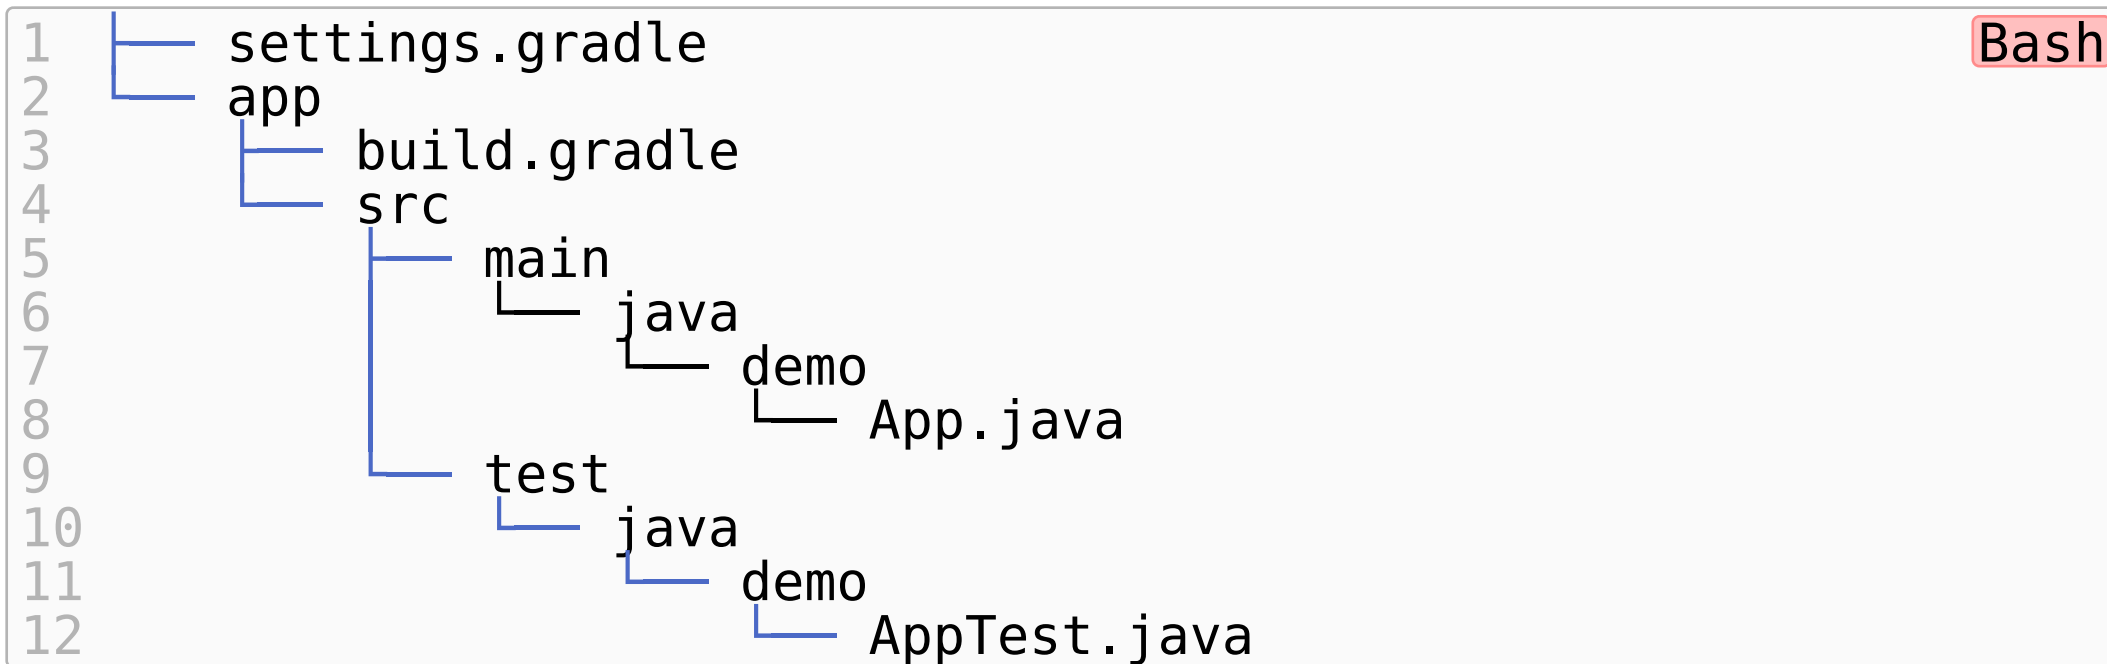 1 ├── settings.gradle Bash
2 └── app
3     ├── build.gradle
4     └── src
5         ├── main
6         │   └── java
7         │       └── demo
8         │           └── App.java
9         └── test
10            └── java
11                └── demo
12                    └── AppTest.java